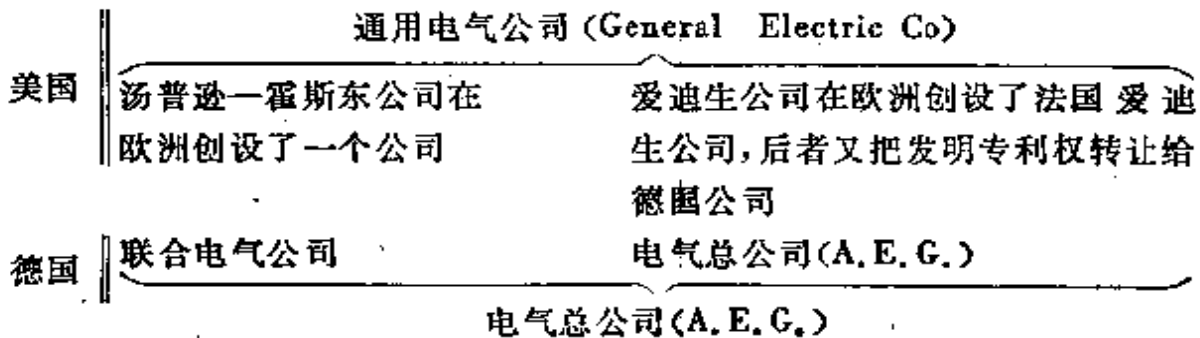 通用电气公司(General Electric Co)
美国
汤普逊—霍斯东公司在
欧洲创设了一个公司
爱迪生公司在欧洲创设了法国爱迪
生公司,后者又把发明专利权转让给
德国公司
德国
联合电气公司
电气总公司(A.E.G.)
电气总公司(A.E.G.)